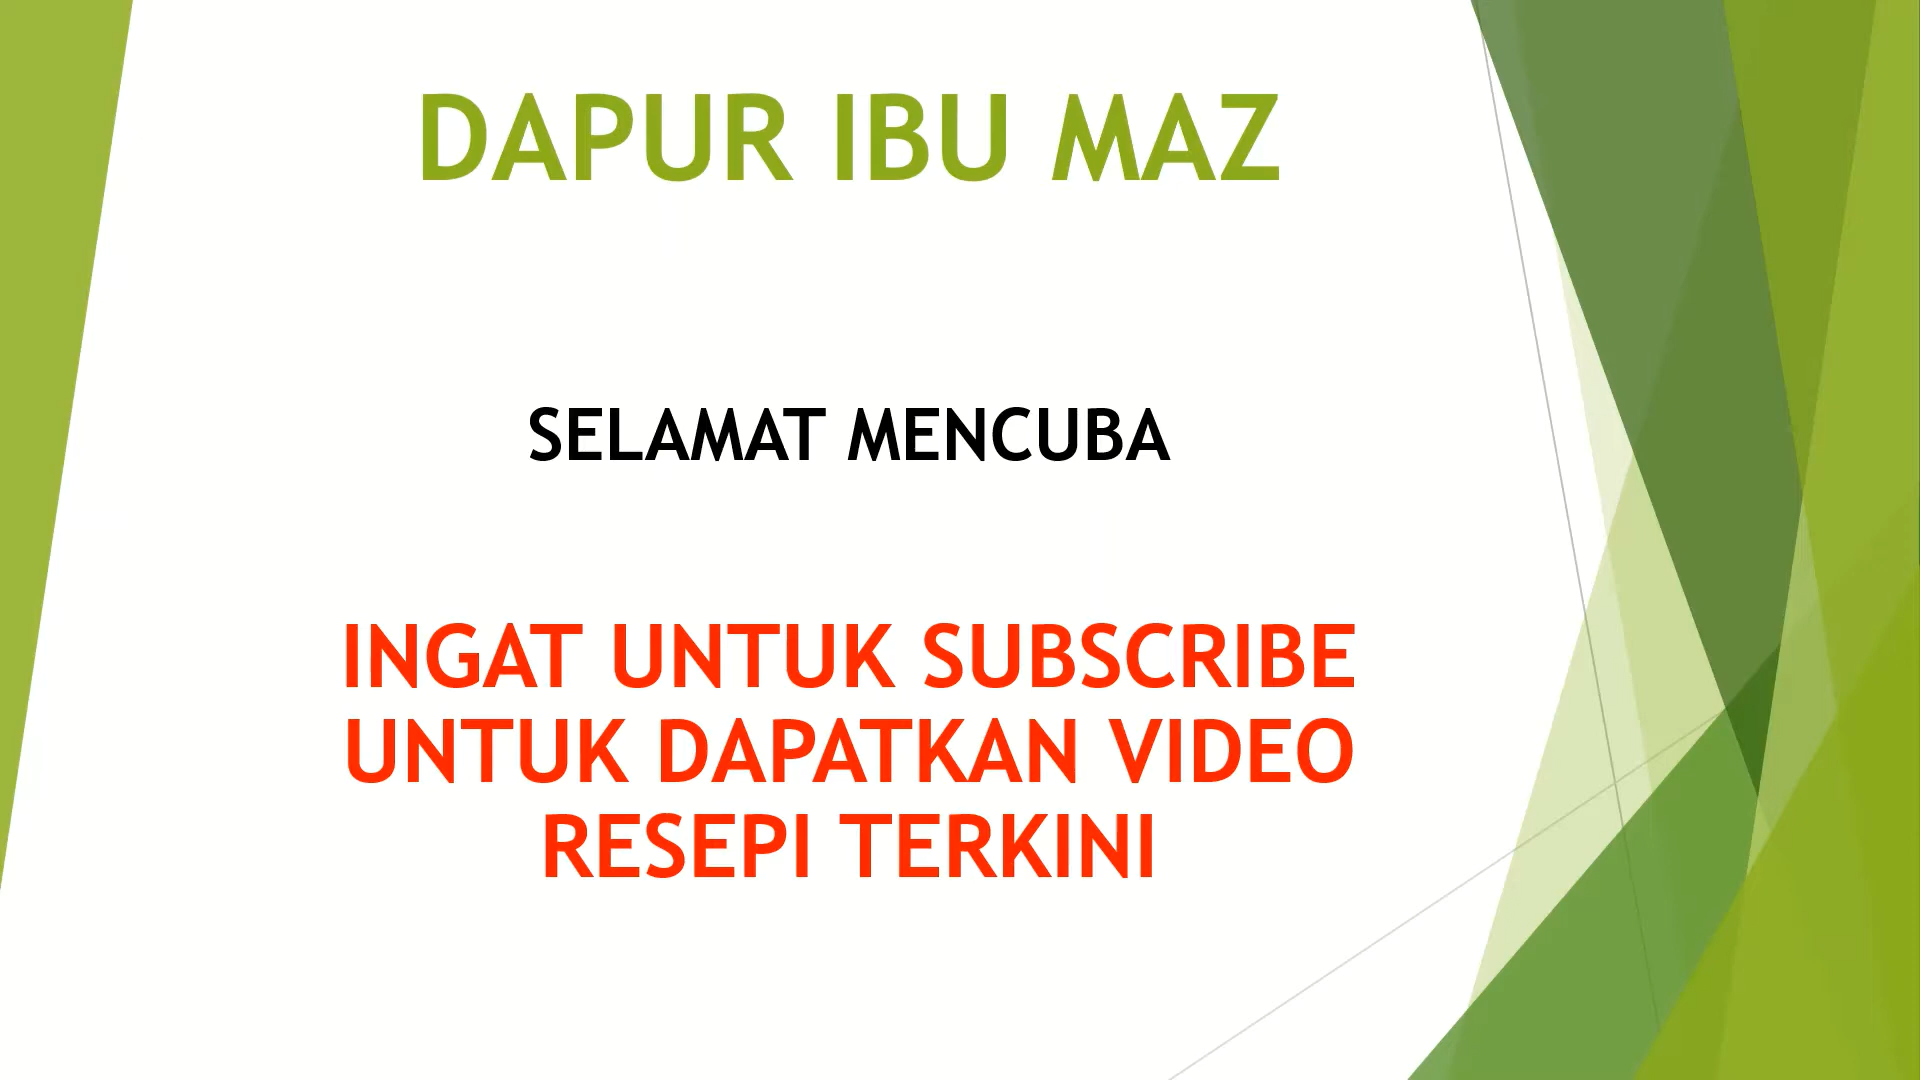 DAPUR IBU MAZ
SELAMAT MENCUBA
INGAT UNTUK SUBSCRIBE
UNTUK DAPATKAN VIDEO
RESEPI TERKINI